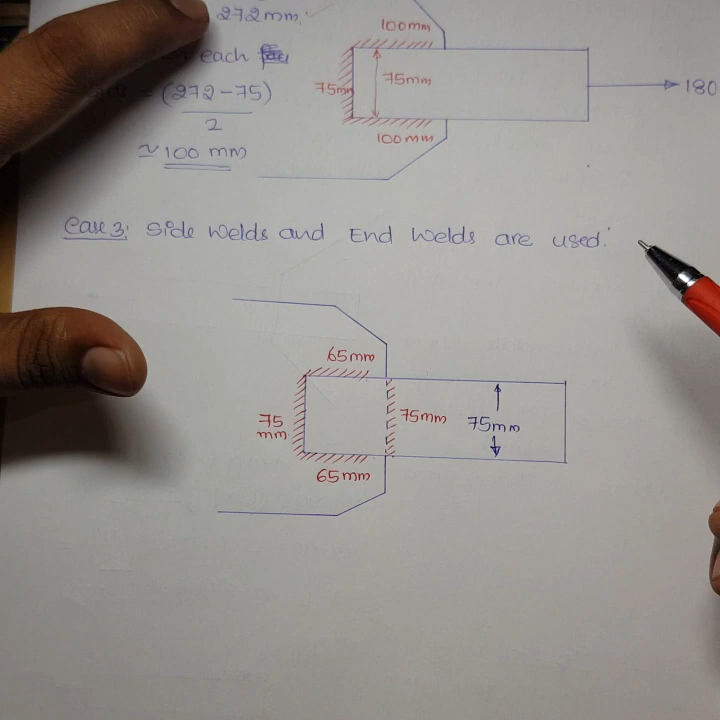 272mm.
100mm
each
75mm
75mm
180
(272-75)
2
100mm
≃ 100 mm
Case 3: Side Welds and End Welds are used.
65mm
75
mm
75mm
75mm
65mm